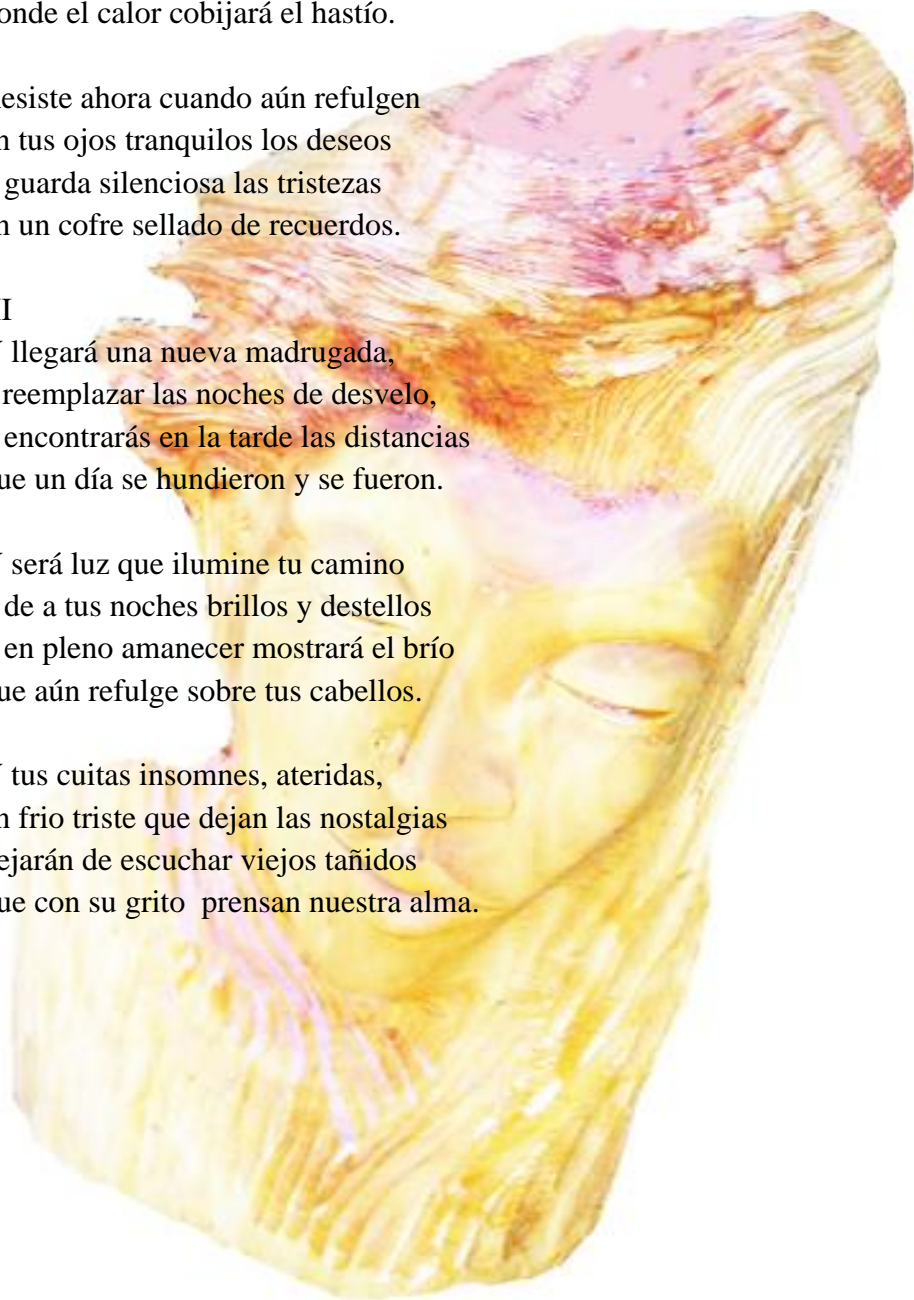 onde el calor cobijará el hastío.
esiste ahora cuando aún refulgen
n tus ojos tranquilos los deseos
guarda silenciosa las tristezas
n un cofre sellado de recuerdos.
II
Y llegará una nueva madrugada,
reemplazar las noches de desvelo,
encontrarás en la tarde las distancias
ue un día se hundieron y se fueron.
Y será luz que ilumine tu camino
de a tus noches brillos y destellos
en pleno amanecer mostrará el brío
ue aún refulge sobre tus cabellos.
Y tus cuitas insomnes, ateridas,
n frio triste que dejan las nostalgias
ejarán de escuchar viejos tañidos
ue con su grito prensan nuestra alma.